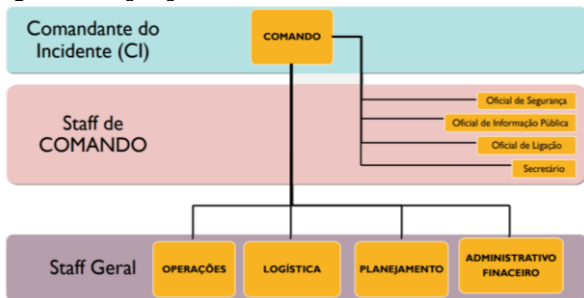 Comandante do
Incidente (CI)
COMANDO
Oficial de Segurança
Oficial de Informação Pública
Staff de
COMANDO
Oficial de Ligação
Secretário
Staff Geral
OPERAÇÕES
LOGÍSTICA
PLANEJAMENTO
ADMINISTRATIVO
FINACEIRO